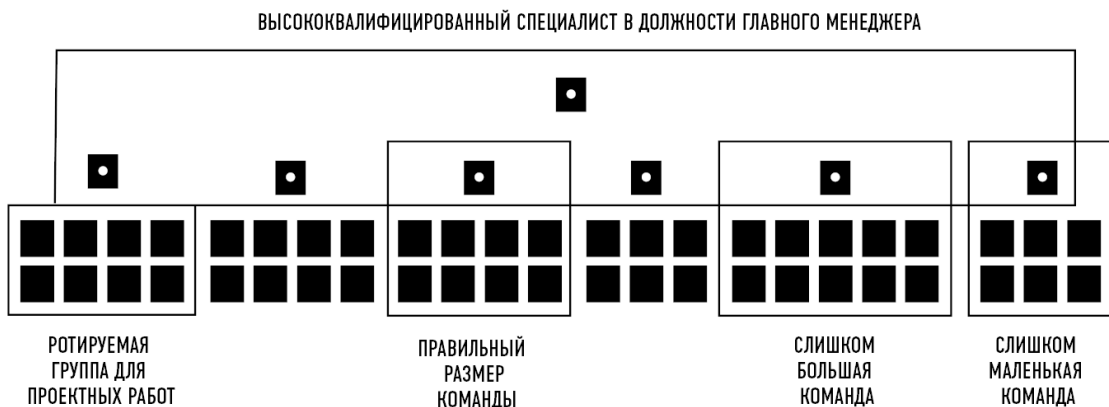 ВЫСОКОКВАЛИФИЦИРОВАННЫЙ СПЕЦИАЛИСТ В ДОЛЖНОСТИ ГЛАВНОГО МЕНЕДЖЕРА
РОТИРУЕМАЯ
ГРУППА ДЛЯ
ПРОЕКТНЫХ РАБОТ
ПРАВИЛЬНЫЙ
РАЗМЕР
КОМАНДЫ
СЛИШКОМ
БОЛЬШАЯ
КОМАНДА
СЛИШКОМ
МАЛЕНЬКАЯ
КОМАНДА